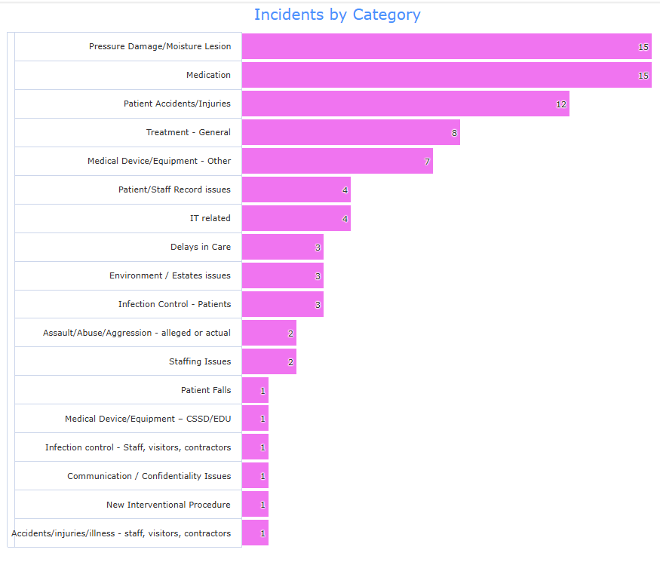 Incidents by Category
Pressure Damage/Moisture Lesion 15
Medication 15
Patient Accidents/Injuries 12
Treatment - General 8
Medical Device/Equipment - Other 7
Patient/Staff Record issues 4
IT related 4
Delays in Care 3
Environment / Estates issues 3
Infection Control - Patients 3
Assault/Abuse/Aggression - alleged or actual 2
Staffing Issues 2
Patient Falls 1
Medical Device/Equipment – CSSD/EDU 1
Infection control - Staff, visitors, contractors 1
Communication / Confidentiality Issues 1
New Interventional Procedure 1
Accidents/injuries/illness - staff, visitors, contractors 1